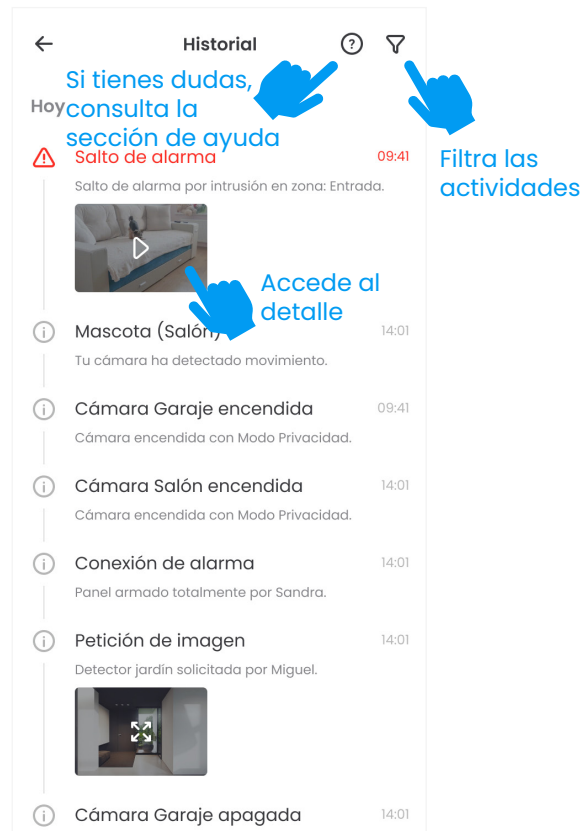 Historial
Si tienes dudas,
consulta la
sección de ayuda
Hoy
Filtra las
actividades
Salto de alarma
09:41
Salto de alarma por intrusión en zona: Entrada.
Accede al
detalle
Mascota (Salón)
14:01
Tu cámara ha detectado movimiento.
Cámara Garaje encendida
09:41
Cámara encendida con Modo Privacidad.
Cámara Salón encendida
14:01
Cámara encendida con Modo Privacidad.
Conexión de alarma
14:01
Panel armado totalmente por Sandra.
Petición de imagen
14:01
Detector jardín solicitada por Miguel.
Cámara Garaje apagada
14:01